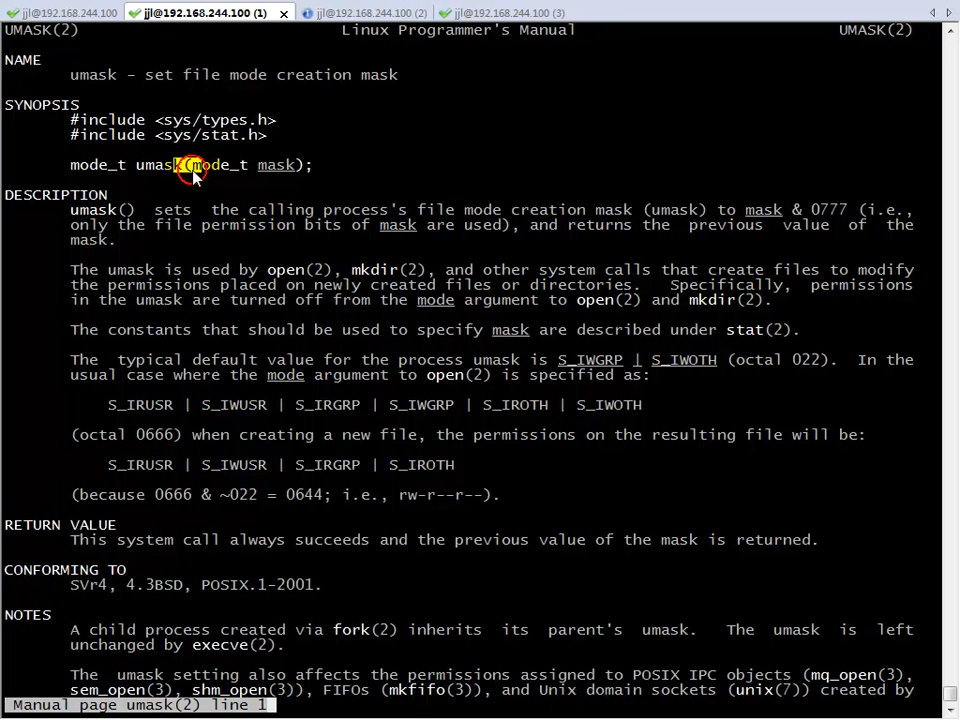 jjl@192.168.244.100 jjl@192.168.244.100 (1) jjl@192.168.244.100 (2) jjl@192.168.244.100 (3)
UMASK(2) Linux Programmer's Manual UMASK(2)
NAME
umask - set file mode creation mask
SYNOPSIS
#include <sys/types.h>
#include <sys/stat.h>
mode_t umask(mode_t mask);
DESCRIPTION
umask() sets the calling process's file mode creation mask (umask) to mask & 0777 (i.e.,
only the file permission bits of mask are used), and returns the previous value of the
mask.
The umask is used by open(2), mkdir(2), and other system calls that create files to modify
the permissions placed on newly created files or directories. Specifically, permissions
in the umask are turned off from the mode argument to open(2) and mkdir(2).
The constants that should be used to specify mask are described under stat(2).
The typical default value for the process umask is S_IWGRP | S_IWOTH (octal 022). In the
usual case where the mode argument to open(2) is specified as:
S_IRUSR | S_IWUSR | S_IRGRP | S_IWGRP | S_IROTH | S_IWOTH
(octal 0666) when creating a new file, the permissions on the resulting file will be:
S_IRUSR | S_IWUSR | S_IRGRP | S_IROTH
(because 0666 & ~022 = 0644; i.e., rw-r--r--).
RETURN VALUE
This system call always succeeds and the previous value of the mask is returned.
CONFORMING TO
SVr4, 4.3BSD, POSIX.1-2001.
NOTES
A child process created via fork(2) inherits its parent's umask. The umask is left
unchanged by execve(2).
The umask setting also affects the permissions assigned to POSIX IPC objects (mq_open(3),
sem_open(3), shm_open(3)), FIFOs (mkfifo(3)), and Unix domain sockets (unix(7)) created by
Manual page umask(2) line 1